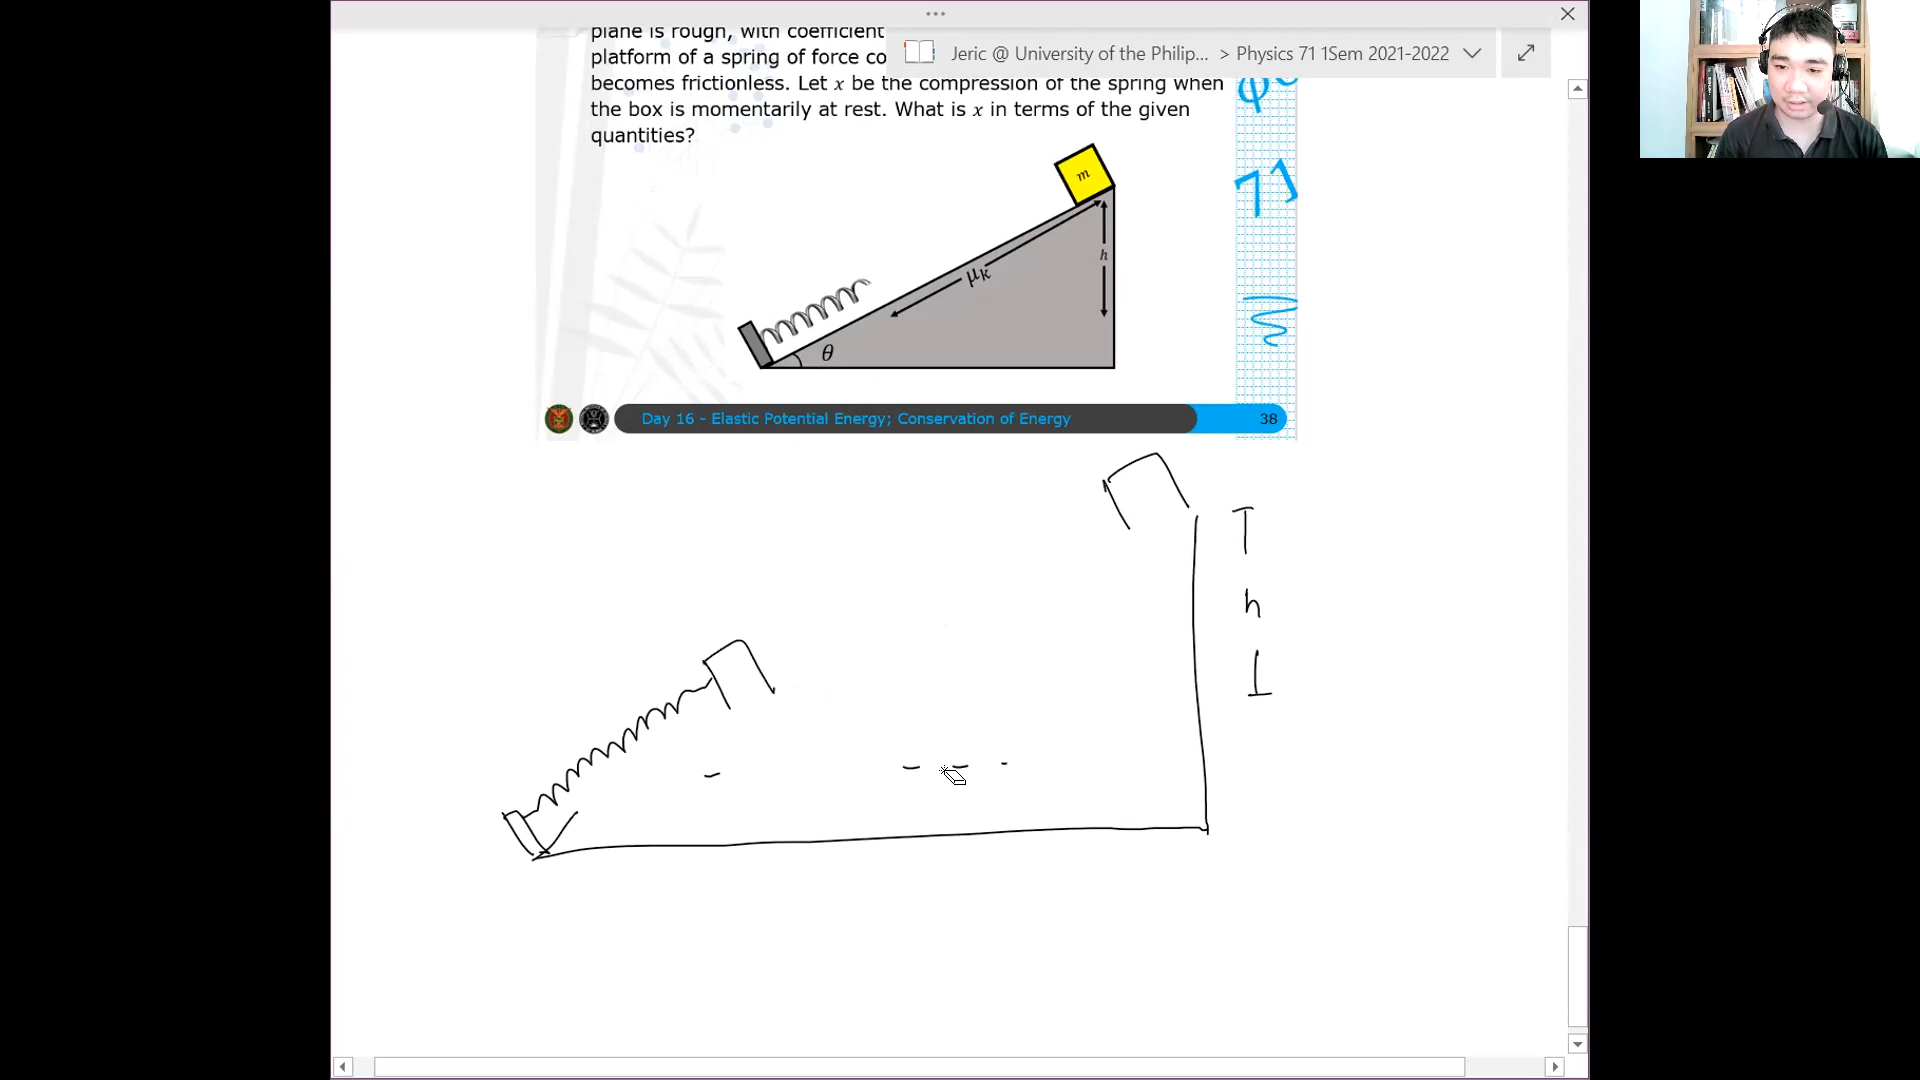 plane is rough, with coefficient
platform of a spring of force co
Jeric @ University of the Philip... > Physics 71 1Sem 2021-2022
becomes frictionless. Let x be the compression of the spring when
the box is momentarily at rest. What is x in terms of the given
quantities?
71
m
h
μK
θ
Day 16 - Elastic Potential Energy; Conservation of Energy
38
h